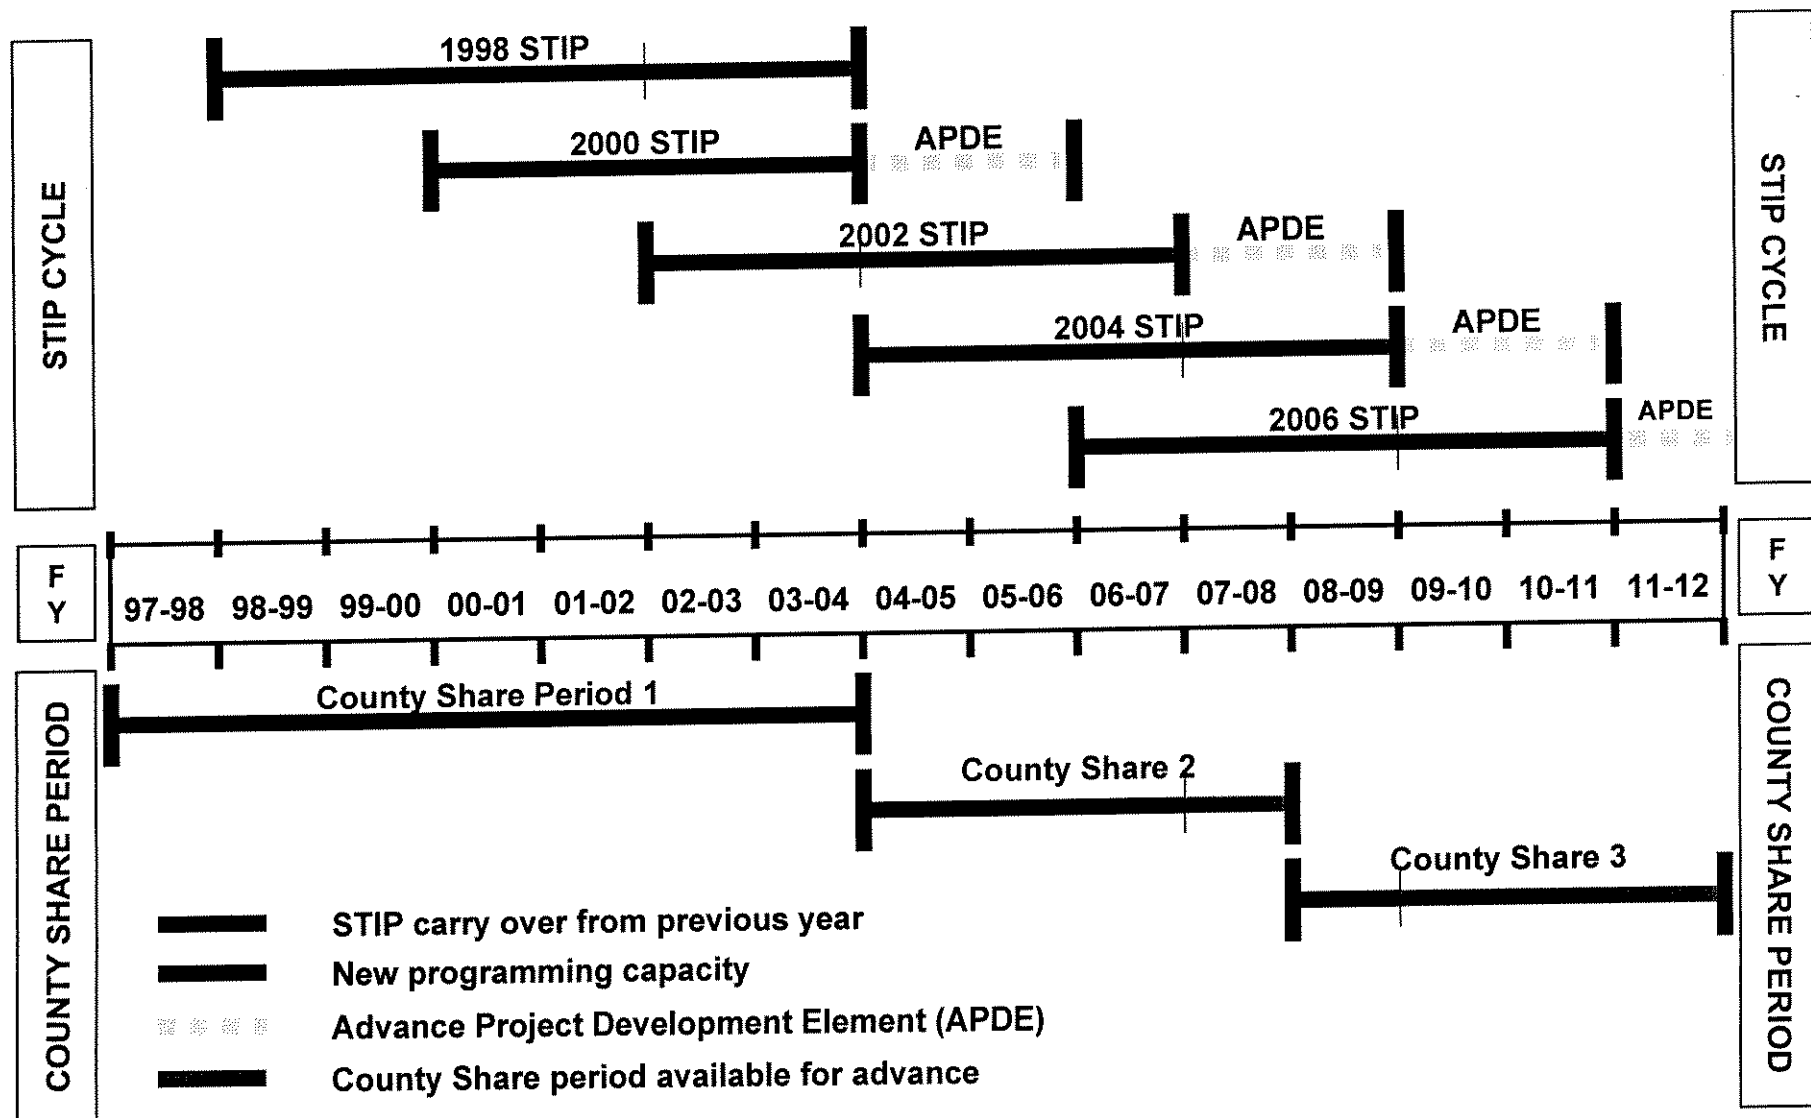 1998 STIP
2000 STIP
APDE
2002 STIP
APDE
2004 STIP
APDE
2006 STIP
APDE
STIP CYCLE
STIP CYCLE
F
Y
97-98 98-99 99-00 00-01 01-02 02-03 03-04 04-05 05-06 06-07 07-08 08-09 09-10 10-11 11-12
F
Y
COUNTY SHARE PERIOD
County Share Period 1
County Share 2
County Share 3
COUNTY SHARE PERIOD
STIP carry over from previous year
New programming capacity
Advance Project Development Element (APDE)
County Share period available for advance